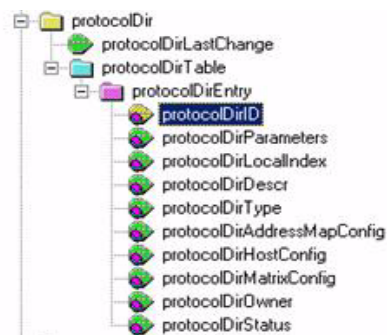 protocolDir
protocolDirLastChange
protocolDirTable
protocolDirEntry
protocolDirID
protocolDirParameters
protocolDirLocalIndex
protocolDirDescr
protocolDirType
protocolDirAddressMapConfig
protocolDirHostConfig
protocolDirMatrixConfig
protocolDirOwner
protocolDirStatus